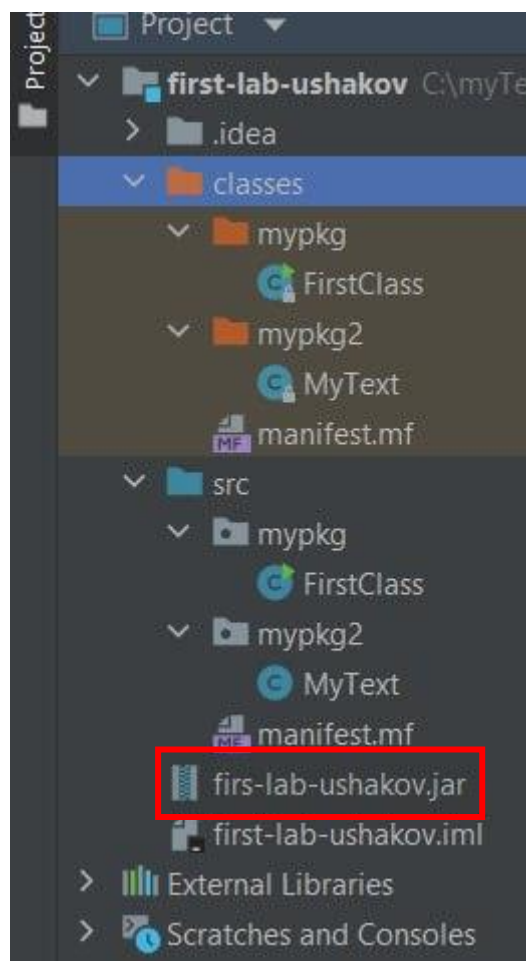 Project
Project
first-lab-ushakov C:\myTe
.idea
classes
mypkg
FirstClass
mypkg2
MyText
manifest.mf
src
mypkg
FirstClass
mypkg2
MyText
manifest.mf
firs-lab-ushakov.jar
first-lab-ushakov.iml
External Libraries
Scratches and Consoles